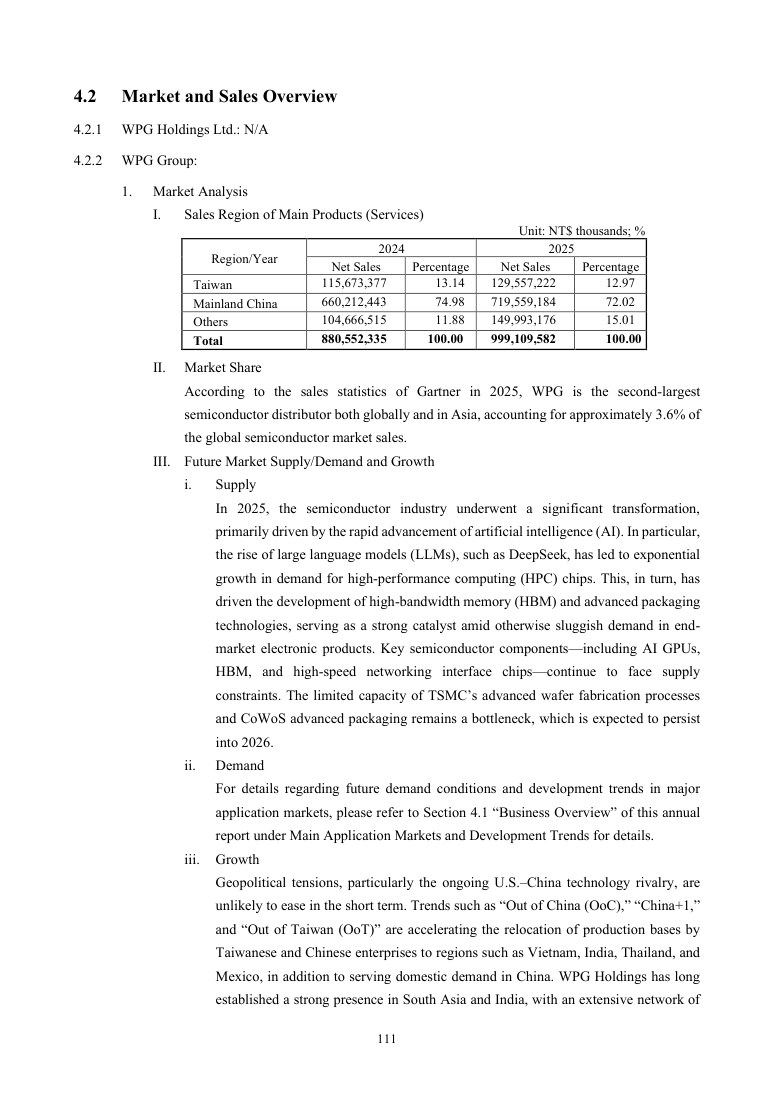 4.2 Market and Sales Overview
4.2.1 WPG Holdings Ltd.: N/A
4.2.2 WPG Group:
1. Market Analysis
I. Sales Region of Main Products (Services)
Unit: NT$ thousands; %
Region/Year 2024 2025
Net Sales Percentage Net Sales Percentage
Taiwan 115,673,377 13.14 129,557,222 12.97
Mainland China 660,212,443 74.98 719,559,184 72.02
Others 104,666,515 11.88 149,993,176 15.01
Total 880,552,335 100.00 999,109,582 100.00
II. Market Share
According to the sales statistics of Gartner in 2025, WPG is the second-largest
semiconductor distributor both globally and in Asia, accounting for approximately 3.6% of
the global semiconductor market sales.
III. Future Market Supply/Demand and Growth
i. Supply
In 2025, the semiconductor industry underwent a significant transformation,
primarily driven by the rapid advancement of artificial intelligence (AI). In particular,
the rise of large language models (LLMs), such as DeepSeek, has led to exponential
growth in demand for high-performance computing (HPC) chips. This, in turn, has
driven the development of high-bandwidth memory (HBM) and advanced packaging
technologies, serving as a strong catalyst amid otherwise sluggish demand in end-
market electronic products. Key semiconductor components—including AI GPUs,
HBM, and high-speed networking interface chips—continue to face supply
constraints. The limited capacity of TSMC’s advanced wafer fabrication processes
and CoWoS advanced packaging remains a bottleneck, which is expected to persist
into 2026.
ii. Demand
For details regarding future demand conditions and development trends in major
application markets, please refer to Section 4.1 “Business Overview” of this annual
report under Main Application Markets and Development Trends for details.
iii. Growth
Geopolitical tensions, particularly the ongoing U.S.–China technology rivalry, are
unlikely to ease in the short term. Trends such as “Out of China (OoC),” “China+1,”
and “Out of Taiwan (OoT)” are accelerating the relocation of production bases by
Taiwanese and Chinese enterprises to regions such as Vietnam, India, Thailand, and
Mexico, in addition to serving domestic demand in China. WPG Holdings has long
established a strong presence in South Asia and India, with an extensive network of
111